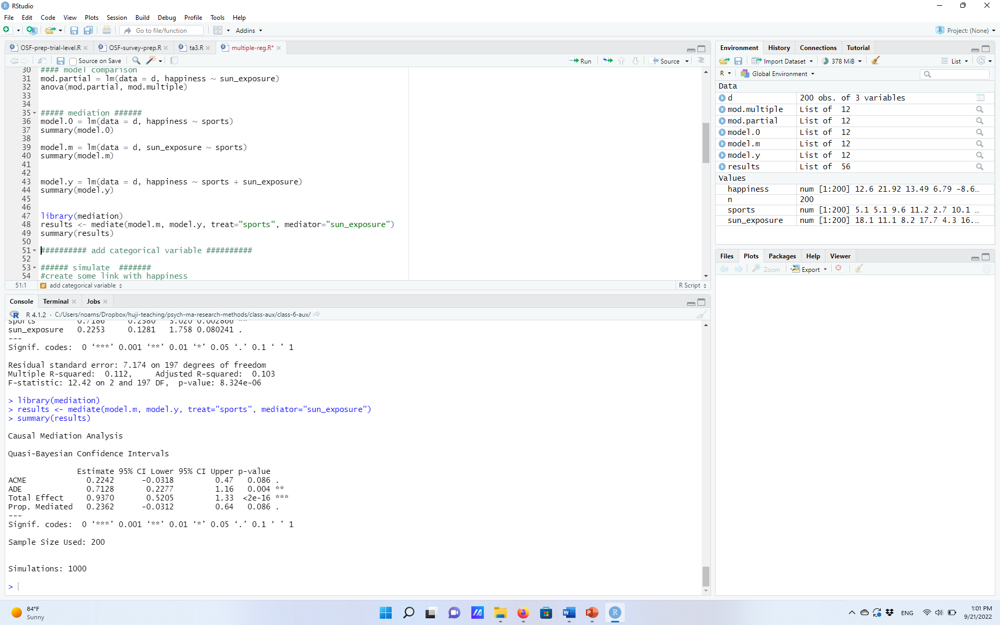 RStudio
File Edit Code View Plots Session Build Debug Profile Tools Help
Go to file/function Addins Project: (None)
OSF-prep-trial-level.R OSF-survey-prep.R ta3.R multiple-reg.R*
Source on Save Run Source
30 #### model comparison
31 mod.partial = lm(data = d, happiness ~ sun_exposure)
32 anova(mod.partial, mod.multiple)
33
34
35 ##### mediation ######
36 model.0 = lm(data = d, happiness ~ sports)
37 summary(model.0)
38
39 model.m = lm(data = d, sun_exposure ~ sports)
40 summary(model.m)
41
42
43 model.y = lm(data = d, happiness ~ sports + sun_exposure)
44 summary(model.y)
45
46
47 library(mediation)
48 results <- mediate(model.m, model.y, treat="sports", mediator="sun_exposure")
49 summary(results)
50
51 ########## add categorical variable ##########
52
53 ###### simulate #######
54 #create some link with happiness
51:1 # add categorical variable R Script
Console Terminal Jobs
R R 4.1.2 · C:/Users/noams/Dropbox/huji-teaching/psych-ma-research-methods/class-aux/class-6-aux/
sports 0.7186 0.2380 3.020 0.002866 **
sun_exposure 0.2253 0.1281 1.758 0.080241 .
---
Signif. codes: 0 ‘***’ 0.001 ‘**’ 0.01 ‘*’ 0.05 ‘.’ 0.1 ‘ ’ 1
Residual standard error: 7.174 on 197 degrees of freedom
Multiple R-squared: 0.112, Adjusted R-squared: 0.103
F-statistic: 12.42 on 2 and 197 DF, p-value: 8.324e-06
> library(mediation)
> results <- mediate(model.m, model.y, treat="sports", mediator="sun_exposure")
> summary(results)
Causal Mediation Analysis
Quasi-Bayesian Confidence Intervals
Estimate 95% CI Lower 95% CI Upper p-value
ACME 0.2242 -0.0318 0.47 0.086 .
ADE 0.7128 0.2277 1.16 0.004 **
Total Effect 0.9370 0.5205 1.33 <2e-16 ***
Prop. Mediated 0.2362 -0.0312 0.64 0.086 .
---
Signif. codes: 0 ‘***’ 0.001 ‘**’ 0.01 ‘*’ 0.05 ‘.’ 0.1 ‘ ’ 1
Sample Size Used: 200
Simulations: 1000
>
Environment History Connections Tutorial
Import Dataset 378 MiB List
R Global Environment
Data
d 200 obs. of 3 variables
mod.multiple List of 12
mod.partial List of 12
model.0 List of 12
model.m List of 12
model.y List of 12
results List of 56
Values
happiness num [1:200] 12.6 21.92 13.49 6.79 -8.6…
n 200
sports num [1:200] 5.1 5.1 9.6 11.2 2.7 10.1 …
sun_exposure num [1:200] 18.1 11.1 8.2 17.7 4.3 16.…
Files Plots Packages Help Viewer
Zoom Export
84°F
Sunny
ENG
1:01 PM
9/21/2022